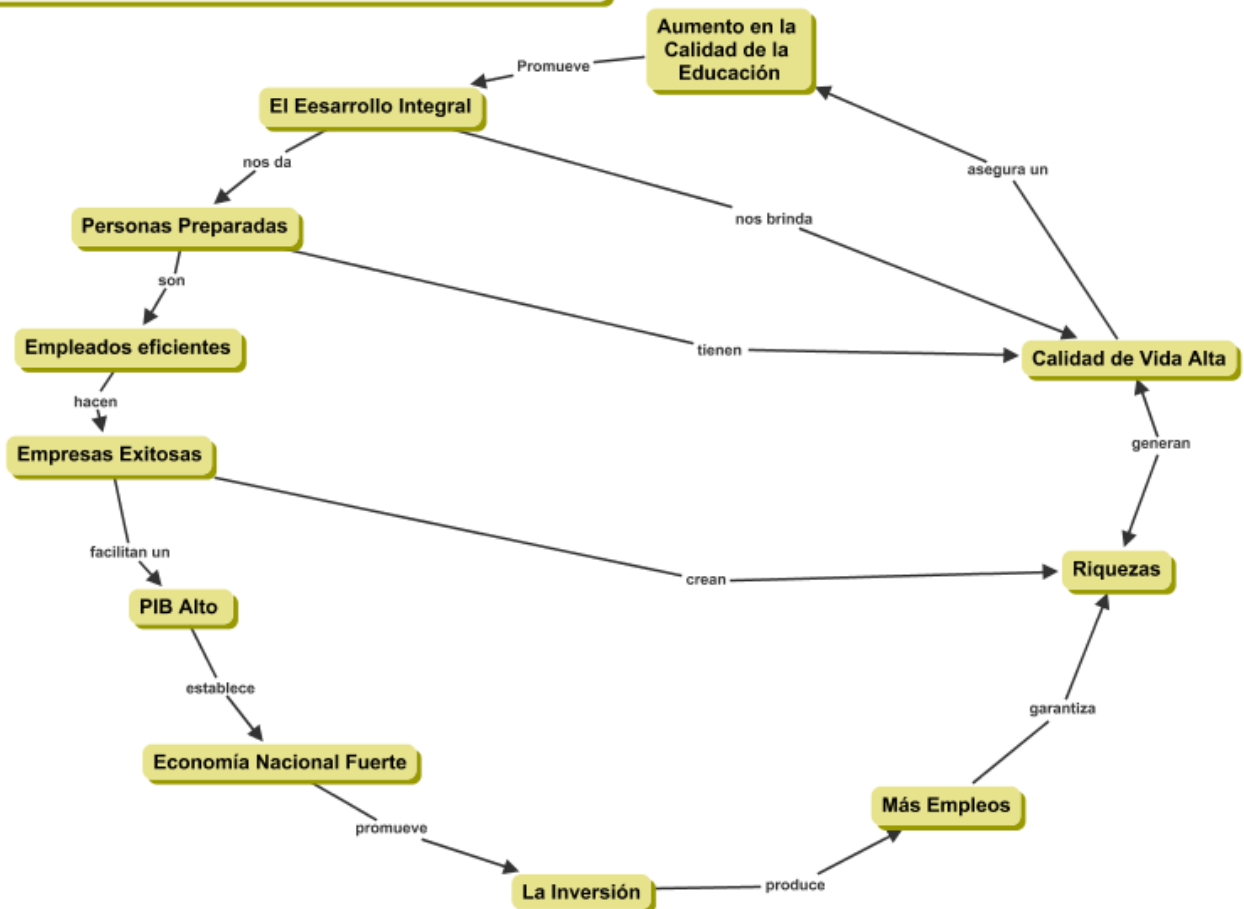 Aumento en la
Calidad de la
Educación
Promueve
El Eesarrollo Integral
asegura un
nos da
nos brinda
Personas Preparadas
son
Empleados eficientes
tienen
Calidad de Vida Alta
hacen
generan
Empresas Exitosas
facilitan un
crean
Riquezas
PIB Alto
establece
garantiza
Economía Nacional Fuerte
Más Empleos
promueve
produce
La Inversión